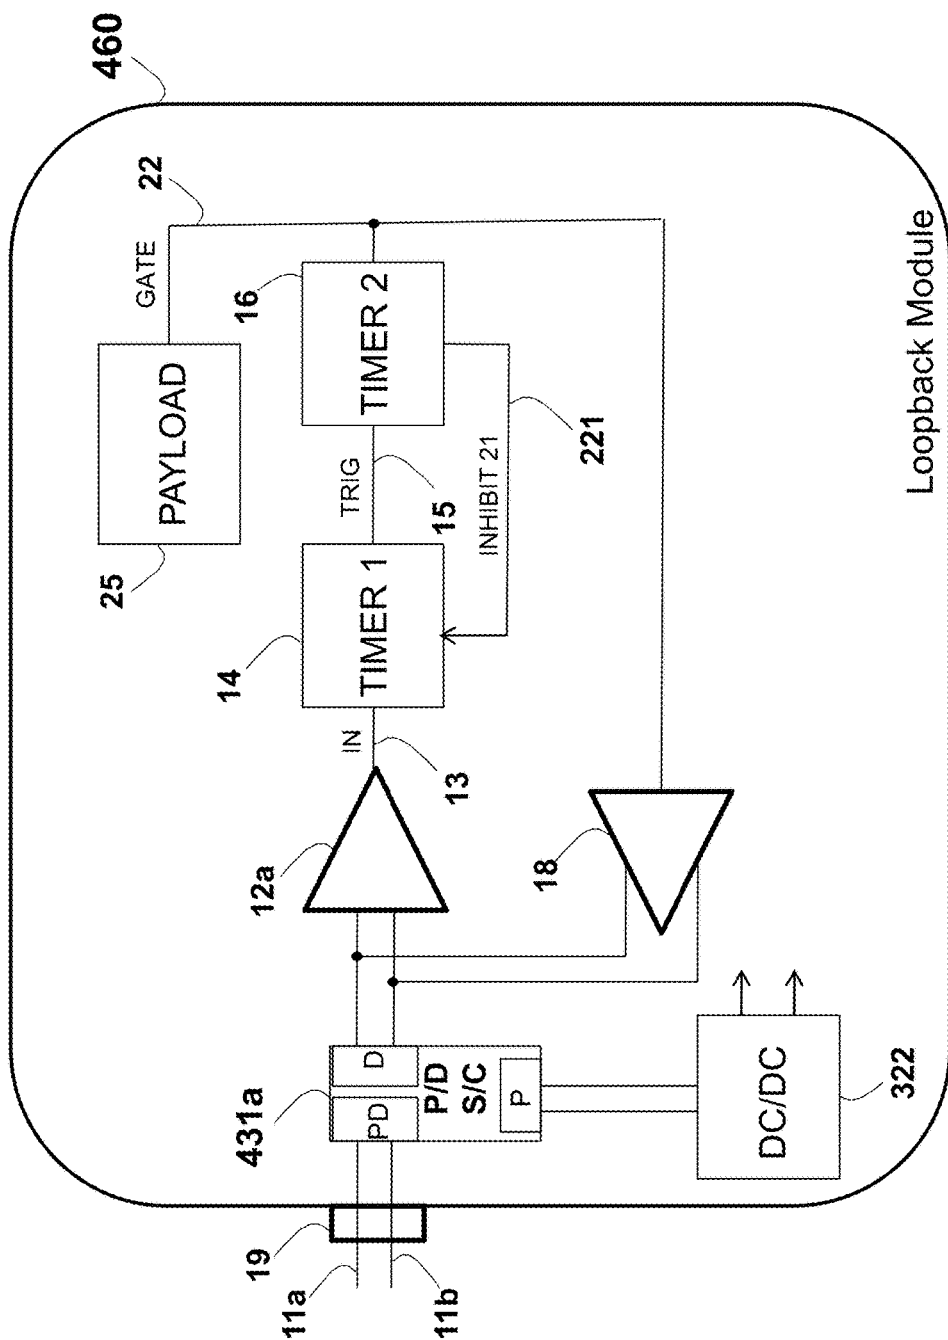 460
22
GATE
PAYLOAD
25
16
TIMER 2
TRIG
15
INHIBIT 21
221
14
TIMER 1
IN
13
12a
18
431a
PD
D
P/D
S/C
P
DC/DC
322
19
11a
11b
Loopback Module